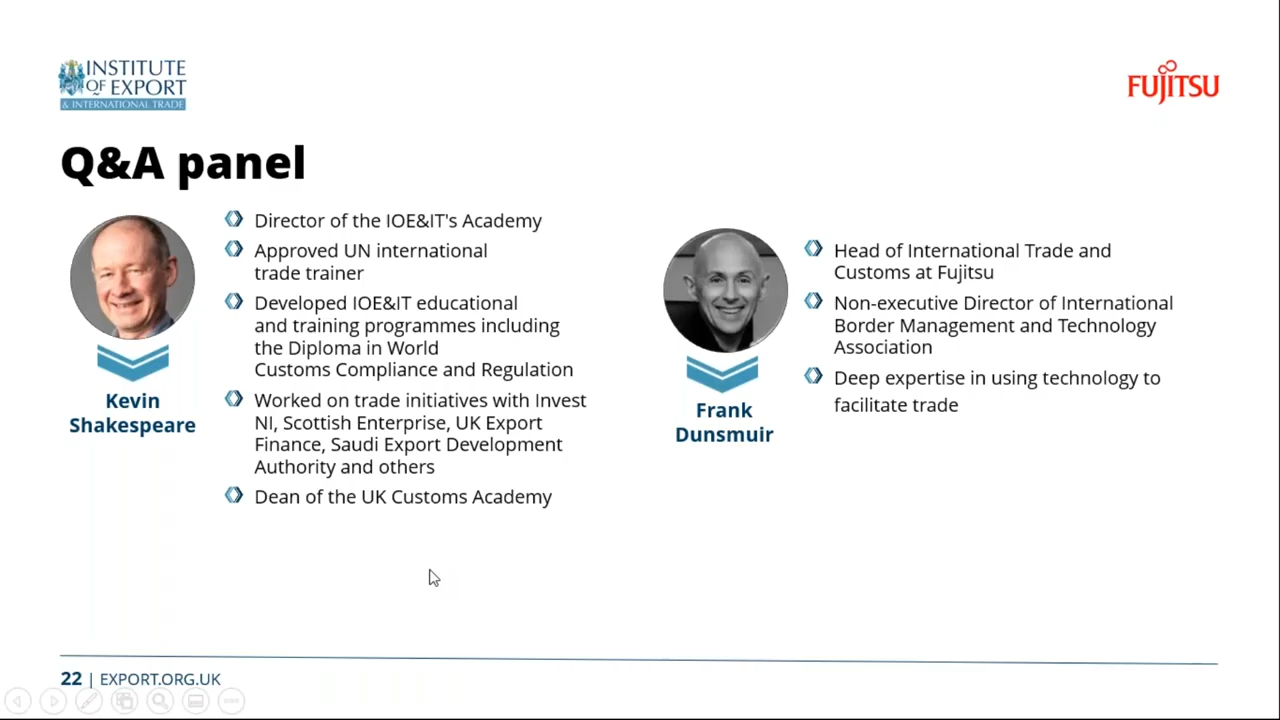 INSTITUTE
OF EXPORT
& INTERNATIONAL TRADE
FUJITSU
Q&A panel
Director of the IOE&IT's Academy
Approved UN international
trade trainer
Developed IOE&IT educational
and training programmes including
the Diploma in World
Customs Compliance and Regulation
Worked on trade initiatives with Invest
NI, Scottish Enterprise, UK Export
Finance, Saudi Export Development
Authority and others
Dean of the UK Customs Academy
Kevin
Shakespeare
Head of International Trade and
Customs at Fujitsu
Non-executive Director of International
Border Management and Technology
Association
Deep expertise in using technology to
facilitate trade
Frank
Dunsmuir
22 | EXPORT.ORG.UK